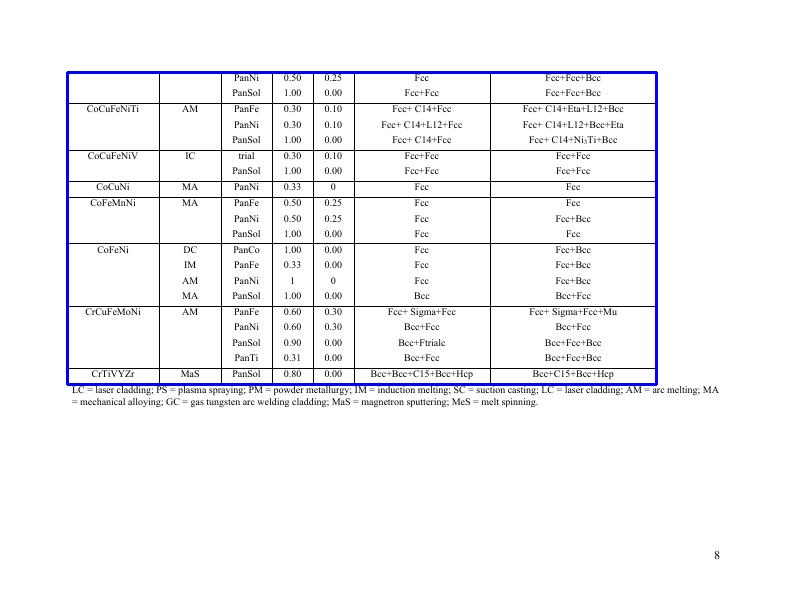 PanNi 0.50 0.25 Fcc Fcc+Fcc+Bcc
PanSol 1.00 0.00 Fcc+Fcc Fcc+Fcc+Bcc
CoCuFeNiTi AM PanFe 0.30 0.10 Fcc+ C14+Fcc Fcc+ C14+Eta+L12+Bcc
PanNi 0.30 0.10 Fcc+ C14+L12+Fcc Fcc+ C14+L12+Bcc+Eta
PanSol 1.00 0.00 Fcc+ C14+Fcc Fcc+ C14+Ni₃Ti+Bcc
CoCuFeNiV IC trial 0.30 0.10 Fcc+Fcc Fcc+Fcc
PanSol 1.00 0.00 Fcc+Fcc Fcc+Fcc
CoCuNi MA PanNi 0.33 0 Fcc Fcc
CoFeMnNi MA PanFe 0.50 0.25 Fcc Fcc
PanNi 0.50 0.25 Fcc Fcc+Bcc
PanSol 1.00 0.00 Fcc Fcc
CoFeNi DC PanCo 1.00 0.00 Fcc Fcc+Bcc
IM PanFe 0.33 0.00 Fcc Fcc+Bcc
AM PanNi 1 0 Fcc Fcc+Bcc
MA PanSol 1.00 0.00 Bcc Bcc+Fcc
CrCuFeMoNi AM PanFe 0.60 0.30 Fcc+ Sigma+Fcc Fcc+ Sigma+Fcc+Mu
PanNi 0.60 0.30 Bcc+Fcc Bcc+Fcc
PanSol 0.90 0.00 Bcc+Ftrialc Bcc+Fcc+Bcc
PanTi 0.31 0.00 Bcc+Fcc Bcc+Fcc+Bcc
CrTiVYZr MaS PanSol 0.80 0.00 Bcc+Bcc+C15+Bcc+Hcp Bcc+C15+Bcc+Hcp
LC = laser cladding; PS = plasma spraying; PM = powder metallurgy; IM = induction melting; SC = suction casting; LC = laser cladding; AM = arc melting; MA
= mechanical alloying; GC = gas tungsten arc welding cladding; MaS = magnetron sputtering; MeS = melt spinning.
8